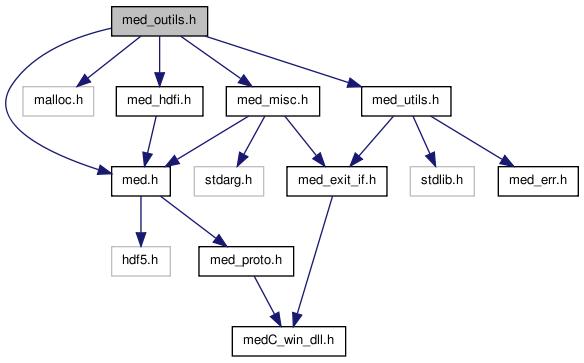 med_outils.h
malloc.h
med_hdfi.h
med_misc.h
med_utils.h
med.h
stdarg.h
med_exit_if.h
stdlib.h
med_err.h
hdf5.h
med_proto.h
medC_win_dll.h